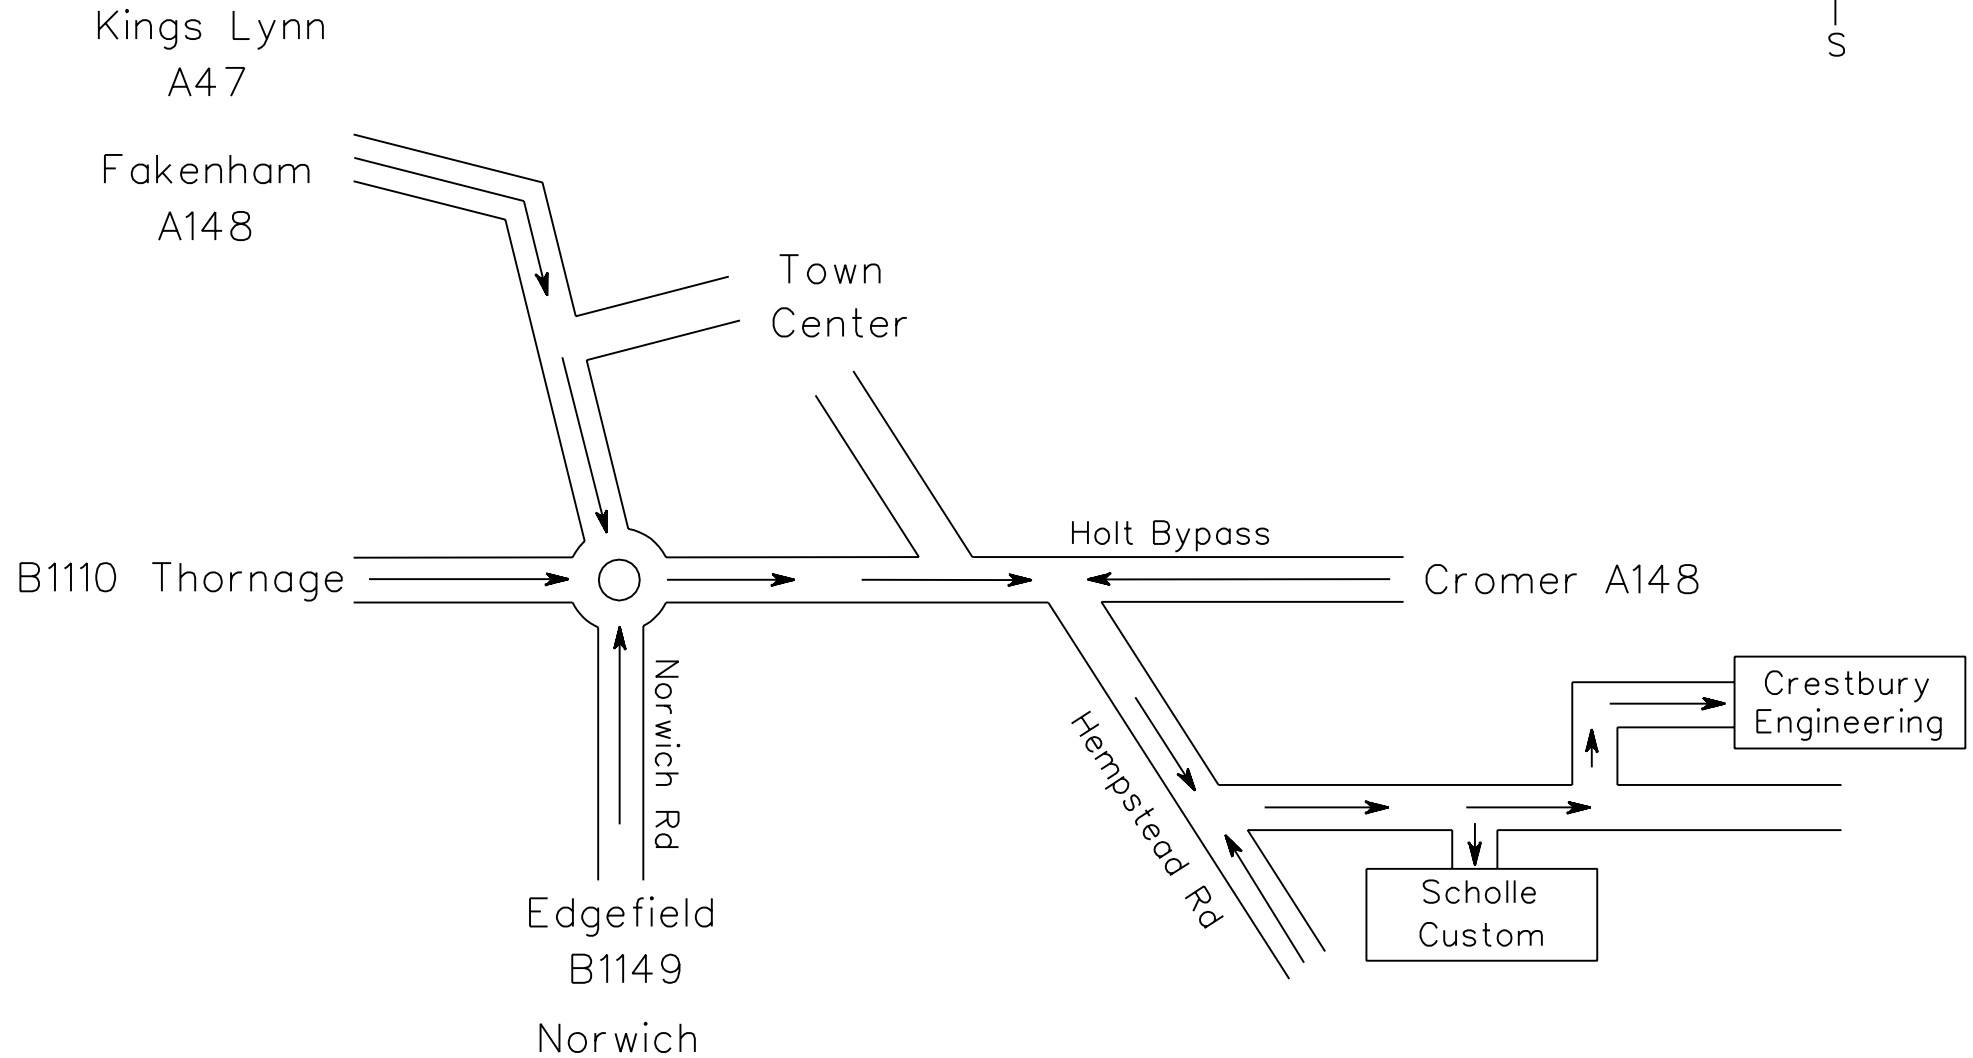 Kings Lynn
A47
S
Fakenham
A148
Town
Center
Holt Bypass
B1110 Thornage
Cromer A148
Norwich Rd
Hempstead Rd
Crestbury
Engineering
Scholle
Custom
Edgefield
B1149
Norwich